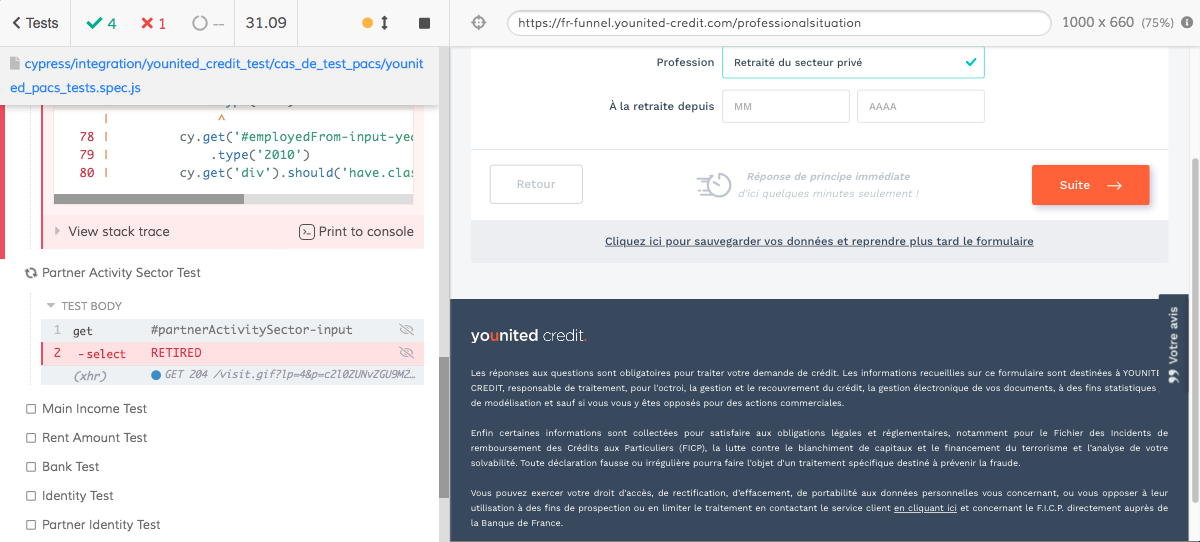 Tests
4
1
--
31.09
https://fr-funnel.younited-credit.com/professionalsituation
1000 x 660 (75%)
cypress/integration/younited_credit_test/cas_de_test_pacs/younit
ed_pacs_tests.spec.js
| ^
78 | cy.get('#employedFrom-input-yea
79 | .type('2010')
80 | cy.get('div').should('have.clas
View stack trace
Print to console
Partner Activity Sector Test
TEST BODY
1 get #partnerActivitySector-input
2 - select RETIRED
(xhr) GET 204 /visit.gif?lp=4&p=c2l0ZUNvZGU9M2…
Main Income Test
Rent Amount Test
Bank Test
Identity Test
Partner Identity Test
Profession Retraité du secteur privé
À la retraite depuis MM AAAA
Retour
Réponse de principe immédiate
d'ici quelques minutes seulement !
Suite
Cliquez ici pour sauvegarder vos données et reprendre plus tard le formulaire
younited credit.
Votre avis
Les réponses aux questions sont obligatoires pour traiter votre demande de crédit. Les informations recueillies sur ce formulaire sont destinées à YOUNITE
CREDIT, responsable de traitement, pour l'octroi, la gestion et le recouvrement du crédit, la gestion électronique de vos documents, à des fins statistiques
de modélisation et sauf si vous vous y êtes opposés pour des actions commerciales.
Enfin certaines informations sont collectées pour satisfaire aux obligations légales et réglementaires, notamment pour le Fichier des Incidents de
remboursement des Crédits aux Particuliers (FICP), la lutte contre le blanchiment de capitaux et le financement du terrorisme et l'analyse de votre
solvabilité. Toute déclaration fausse ou irrégulière pourra faire l'objet d'un traitement spécifique destiné à prévenir la fraude.
Vous pouvez exercer votre droit d'accès, de rectification, d'effacement, de portabilité aux données personnelles vous concernant, ou vous opposer à leur
utilisation à des fins de prospection ou en limiter le traitement en contactant le service client en cliquant ici et concernant le F.I.C.P. directement auprès de
la Banque de France.